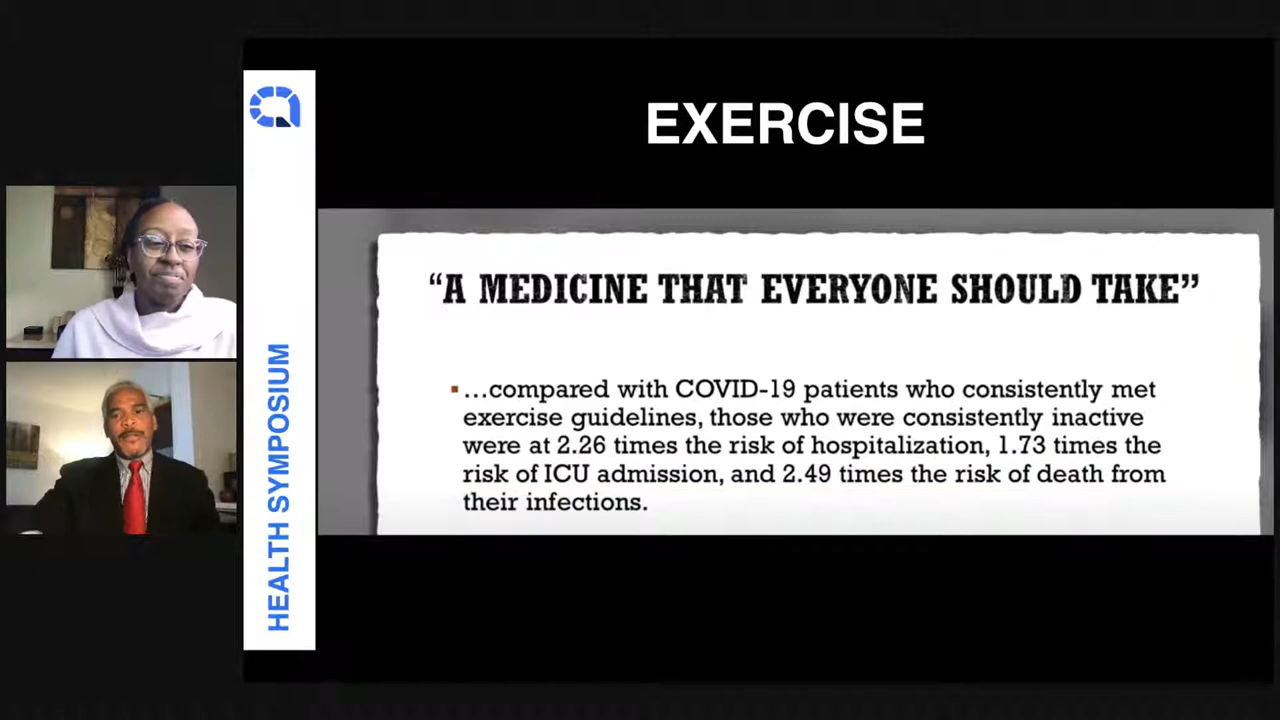 HEALTH SYMPOSIUM
EXERCISE
“A MEDICINE THAT EVERYONE SHOULD TAKE”
▪ …compared with COVID-19 patients who consistently met
exercise guidelines, those who were consistently inactive
were at 2.26 times the risk of hospitalization, 1.73 times the
risk of ICU admission, and 2.49 times the risk of death from
their infections.